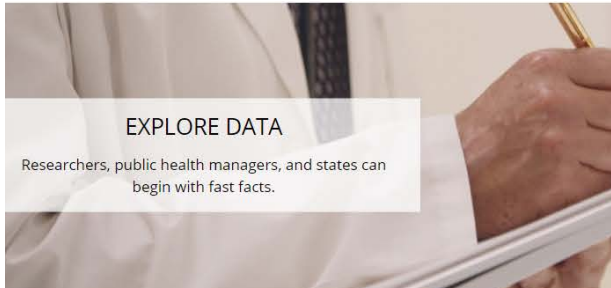 EXPLORE DATA
Researchers, public health managers, and states can
begin with fast facts.